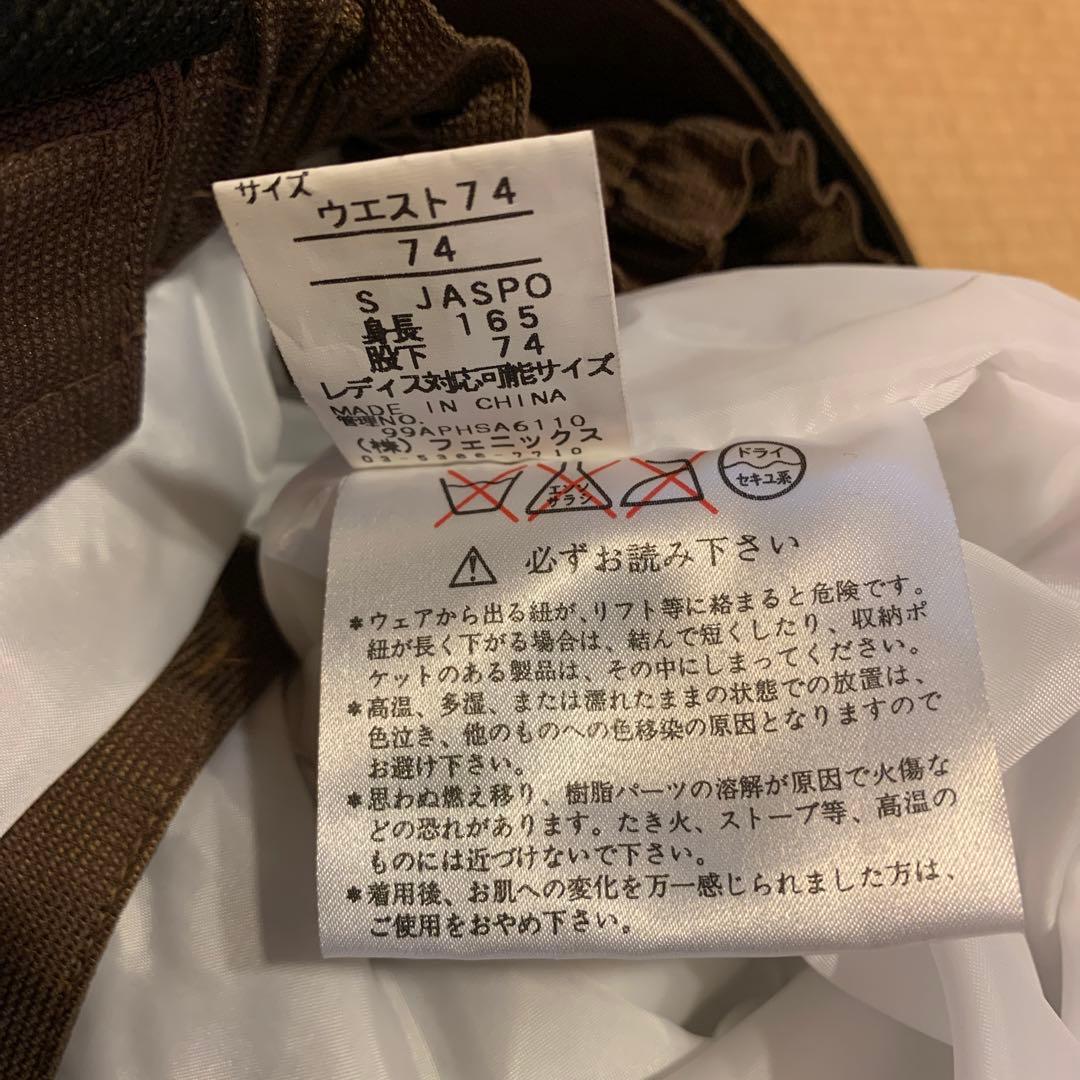 サイズ
ウエスト74
74
S JASPO
身長 165
股下 74
レディス対応可能サイズ
MADE IN CHINA
管理NO.
99APHSA6110
(株)フェニックス
エンソ
サラシ
ドライ
セキユ系
必ずお読み下さい
*ウェアから出る紐が、リフト等に絡まると危険です。
紐が長く下がる場合は、結んで短くしたり、収納ポ
ケットのある製品は、その中にしまってください。
*高温、多湿、または濡れたままの状態での放置は、
色泣き、他のものへの色移染の原因となりますので
お避け下さい。
*思わぬ燃え移り、樹脂パーツの溶解が原因で火傷な
どの恐れがあります。たき火、ストーブ等、高温の
ものには近づけないで下さい。
*着用後、お肌への変化を万一感じられました方は、
ご使用をおやめ下さい。